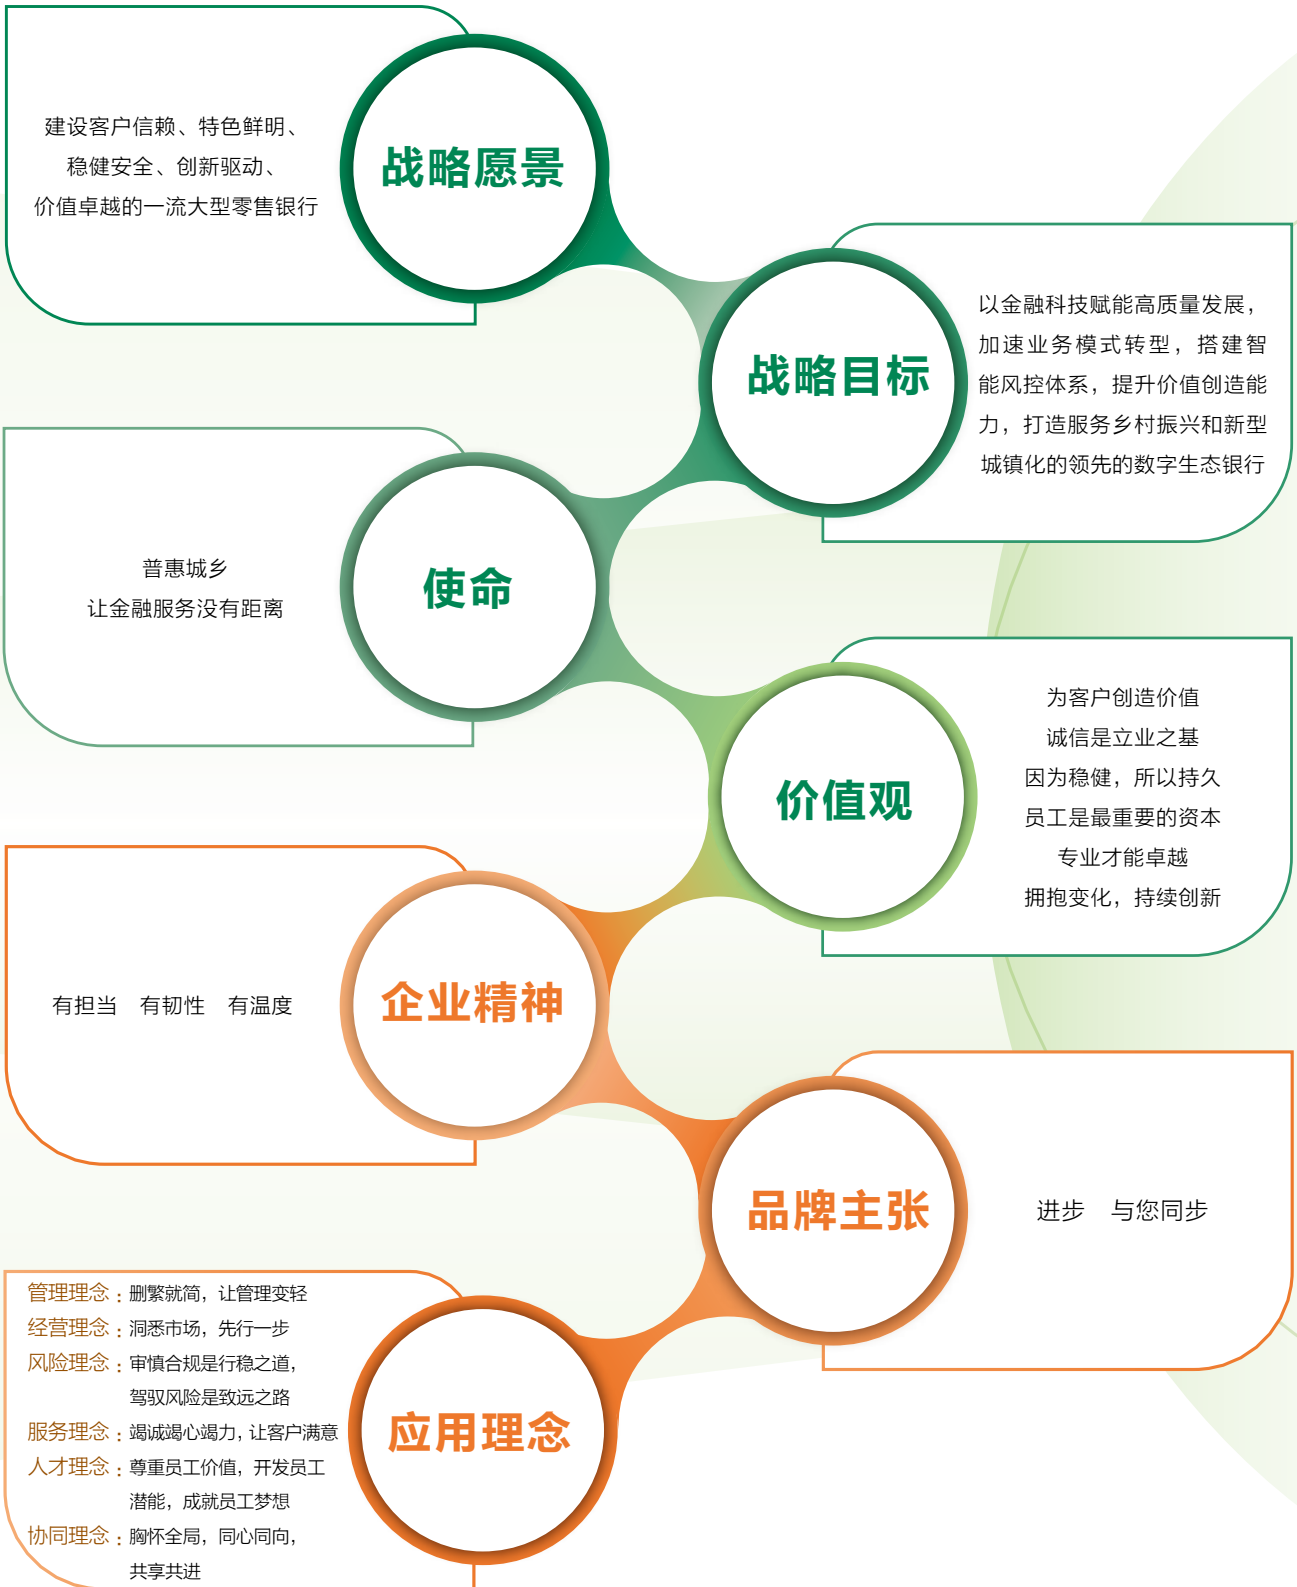 建设客户信赖、特色鲜明、
稳健安全、创新驱动、
价值卓越的一流大型零售银行
战略愿景
战略目标
以金融科技赋能高质量发展，
加速业务模式转型，搭建智
能风控体系，提升价值创造能
力，打造服务乡村振兴和新型
城镇化的领先的数字生态银行
普惠城乡
让金融服务没有距离
使命
价值观
为客户创造价值
诚信是立业之基
因为稳健，所以持久
员工是最重要的资本
专业才能卓越
拥抱变化，持续创新
有担当 有韧性 有温度
企业精神
品牌主张
进步 与您同步
管理理念：删繁就简，让管理变轻
经营理念：洞悉市场，先行一步
风险理念：审慎合规是行稳之道，
驾驭风险是致远之路
服务理念：竭诚竭心竭力，让客户满意
人才理念：尊重员工价值，开发员工
潜能，成就员工梦想
协同理念：胸怀全局，同心同向，
共享共进
应用理念